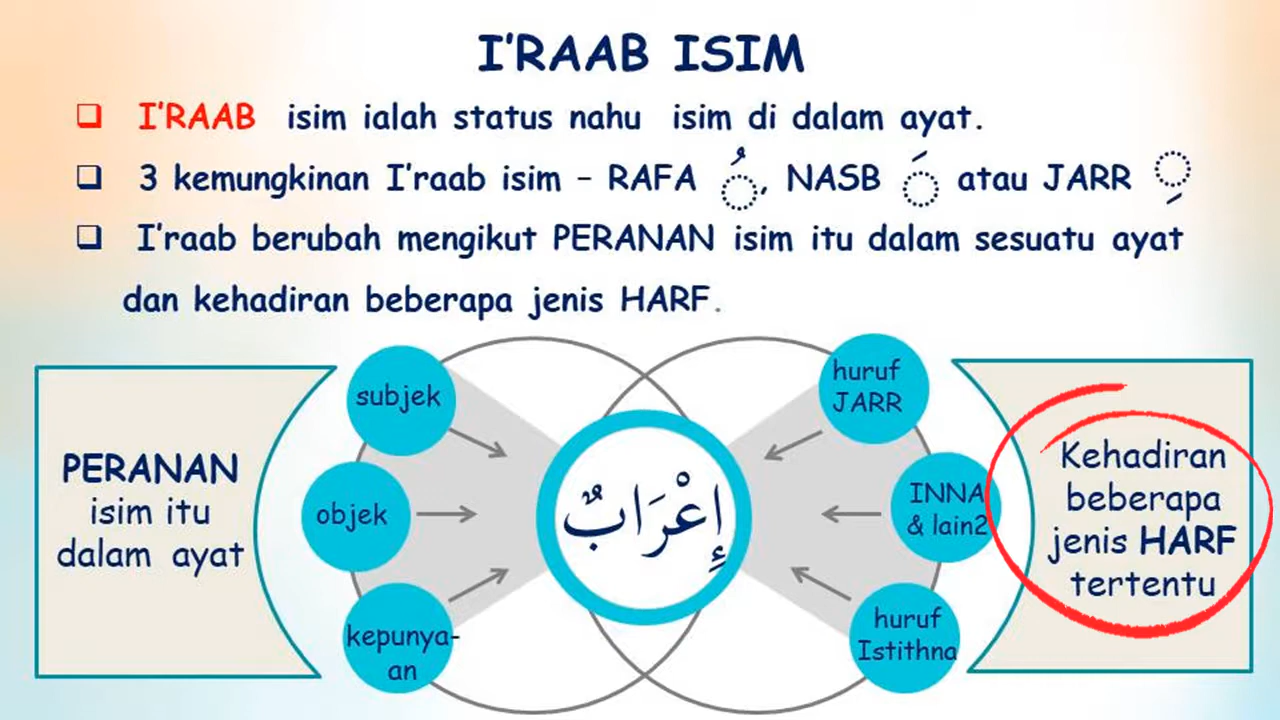 I'RAAB ISIM
❑ I'RAAB isim ialah status nahu isim di dalam ayat.
❑ 3 kemungkinan I'raab isim – RAFA ◌ُ, NASB ◌َ atau JARR ◌ِ
❑ I'raab berubah mengikut PERANAN isim itu dalam sesuatu ayat
dan kehadiran beberapa jenis HARF.
PERANAN
isim itu
dalam ayat
subjek
objek
kepunya-
an
إِعْرَابٌ
huruf
JARR
INNA
& lain2
huruf
Istithna
Kehadiran
beberapa
jenis HARF
tertentu